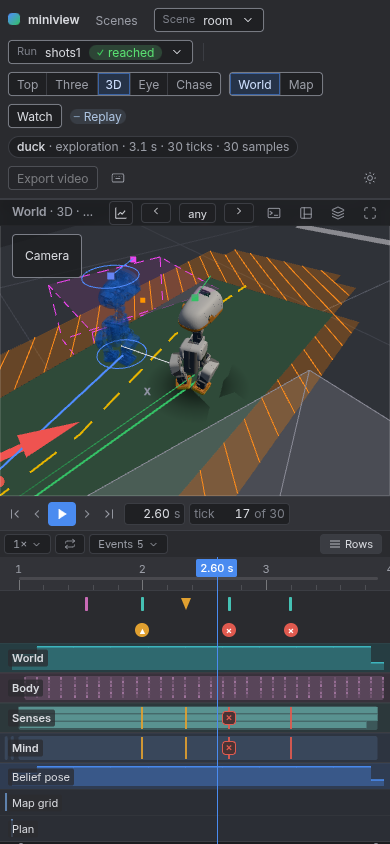 miniview Scenes Scene room
Run shots1 ✓ reached
Top Three 3D Eye Chase World Map
Watch – Replay
duck · exploration · 3.1 s · 30 ticks · 30 samples
Export video
World · 3D · ... any
Camera
x
2.60 s tick 17 of 30
1× Events 5 Rows
1 2 2.60 s 3 4
World
Body
Senses
Mind
Belief pose
Map grid
Plan